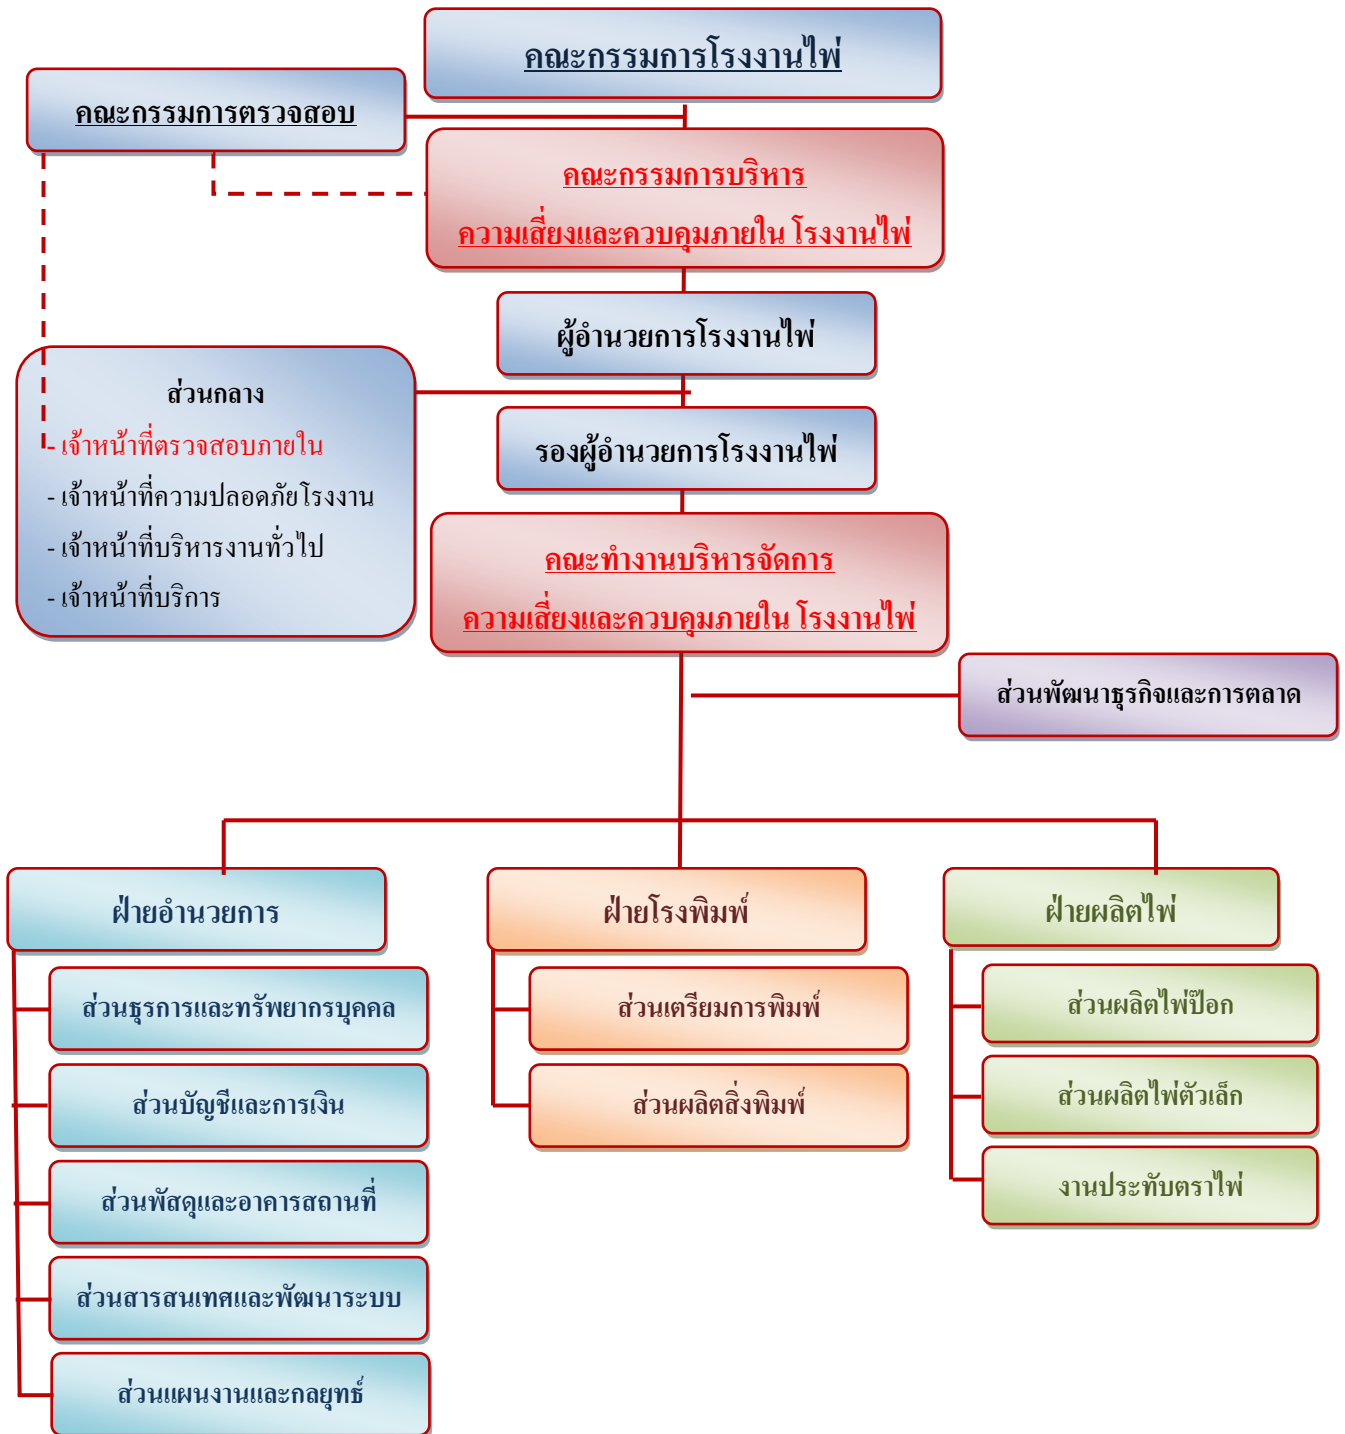 คณะกรรมการโรงงานไพ่
คณะกรรมการตรวจสอบ
คณะกรรมการบริหาร
ความเสี่ยงและควบคุมภายใน โรงงานไพ่
ผู้อำนวยการโรงงานไพ่
ส่วนกลาง
- เจ้าหน้าที่ตรวจสอบภายใน
- เจ้าหน้าที่ความปลอดภัยโรงงาน
- เจ้าหน้าที่บริหารงานทั่วไป
- เจ้าหน้าที่บริการ
รองผู้อำนวยการโรงงานไพ่
คณะทำงานบริหารจัดการ
ความเสี่ยงและควบคุมภายใน โรงงานไพ่
ส่วนพัฒนาธุรกิจและการตลาด
ฝ่ายอำนวยการ
ส่วนธุรการและทรัพยากรบุคคล
ส่วนบัญชีและการเงิน
ส่วนพัสดุและอาคารสถานที่
ส่วนสารสนเทศและพัฒนาระบบ
ส่วนแผนงานและกลยุทธ์
ฝ่ายโรงพิมพ์
ส่วนเตรียมการพิมพ์
ส่วนผลิตสิ่งพิมพ์
ฝ่ายผลิตไพ่
ส่วนผลิตไพ่ป๊อก
ส่วนผลิตไพ่ตัวเล็ก
งานประทับตราไพ่